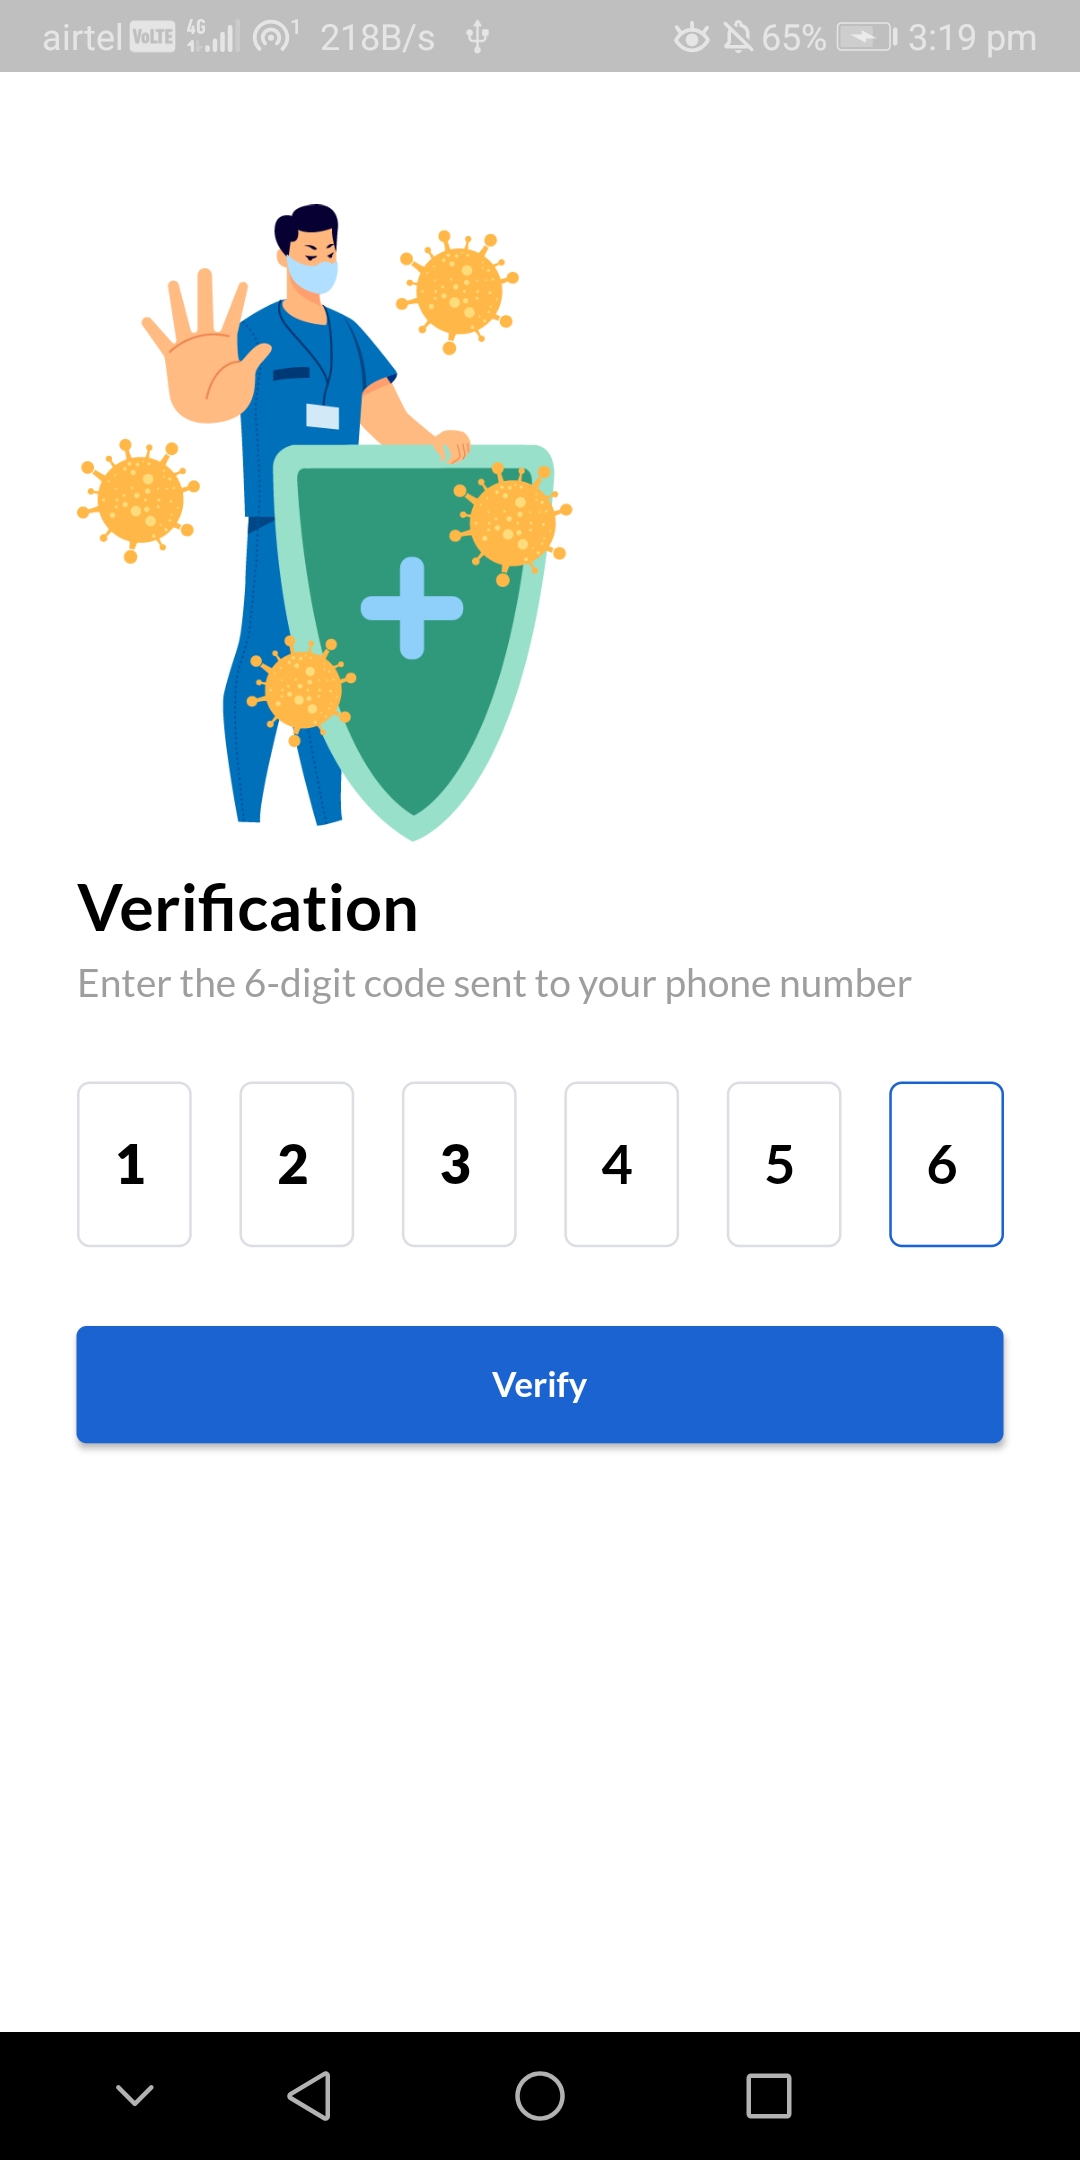 airtel VoLTE 4G 1 218B/s 65% 3:19 pm
Verification
Enter the 6-digit code sent to your phone number
1 2 3 4 5 6
Verify